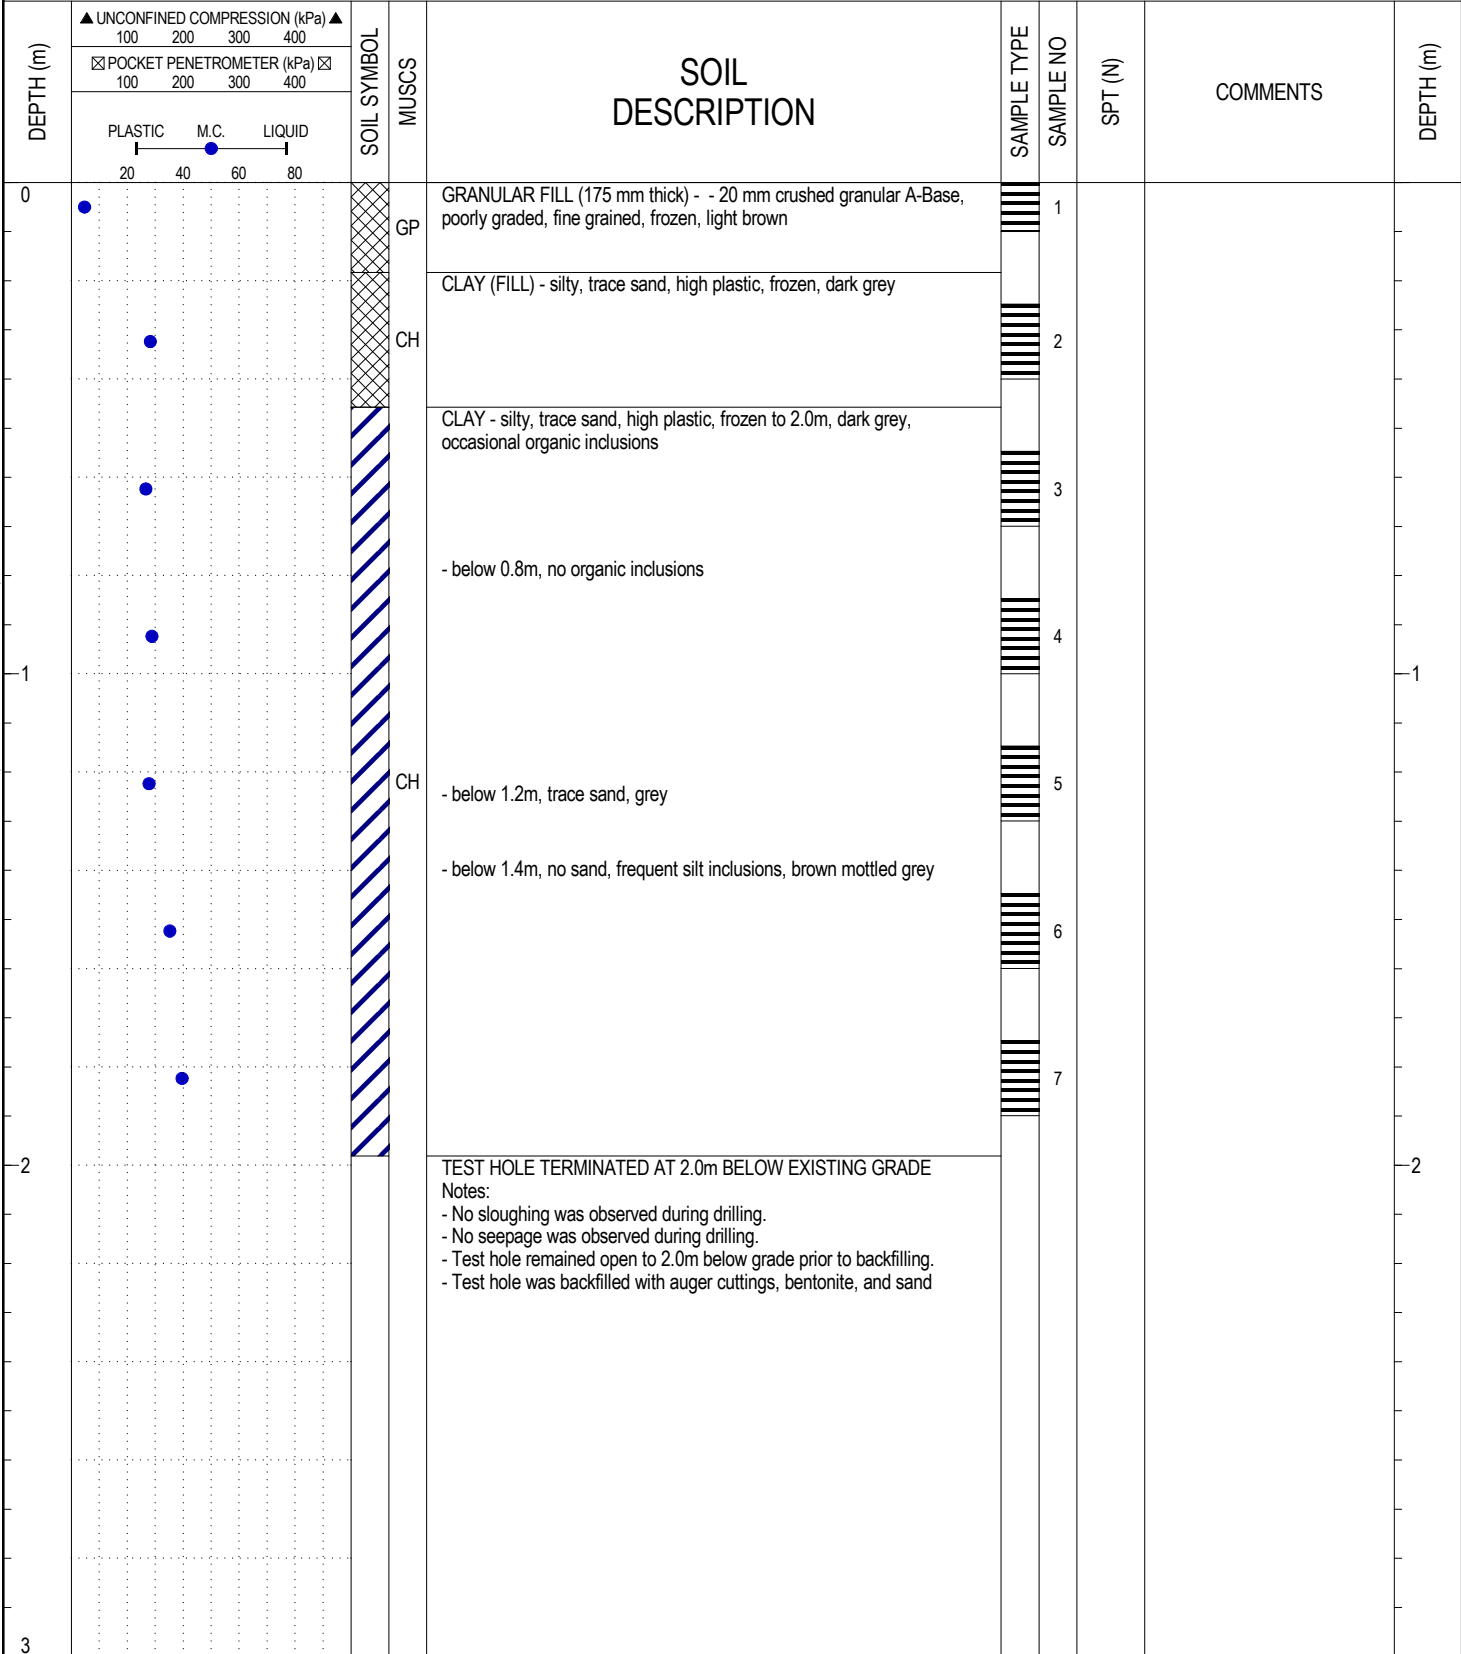 DEPTH (m)
▲ UNCONFINED COMPRESSION (kPa) ▲
100 200 300 400
☒ POCKET PENETROMETER (kPa) ☒
100 200 300 400
PLASTIC M.C. LIQUID
20 40 60 80
SOIL SYMBOL
MUSCS
SOIL
DESCRIPTION
SAMPLE TYPE
SAMPLE NO
SPT (N)
COMMENTS
DEPTH (m)
0
GRANULAR FILL (175 mm thick) - - 20 mm crushed granular A-Base,
poorly graded, fine grained, frozen, light brown
GP
1
CLAY (FILL) - silty, trace sand, high plastic, frozen, dark grey
CH
2
CLAY - silty, trace sand, high plastic, frozen to 2.0m, dark grey,
occasional organic inclusions
3
- below 0.8m, no organic inclusions
4
1
1
CH
5
- below 1.2m, trace sand, grey
- below 1.4m, no sand, frequent silt inclusions, brown mottled grey
6
7
2
2
TEST HOLE TERMINATED AT 2.0m BELOW EXISTING GRADE
Notes:
- No sloughing was observed during drilling.
- No seepage was observed during drilling.
- Test hole remained open to 2.0m below grade prior to backfilling.
- Test hole was backfilled with auger cuttings, bentonite, and sand
3